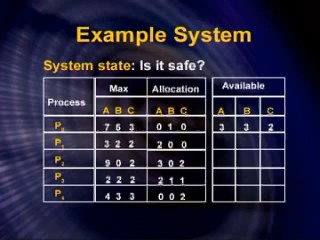 Example System
System state: Is it safe?
Process Max Allocation Available
A B C A B C A B C
P0 7 5 3 0 1 0 3 3 2
P1 3 2 2 2 0 0
P2 9 0 2 3 0 2
P3 2 2 2 2 1 1
P4 4 3 3 0 0 2